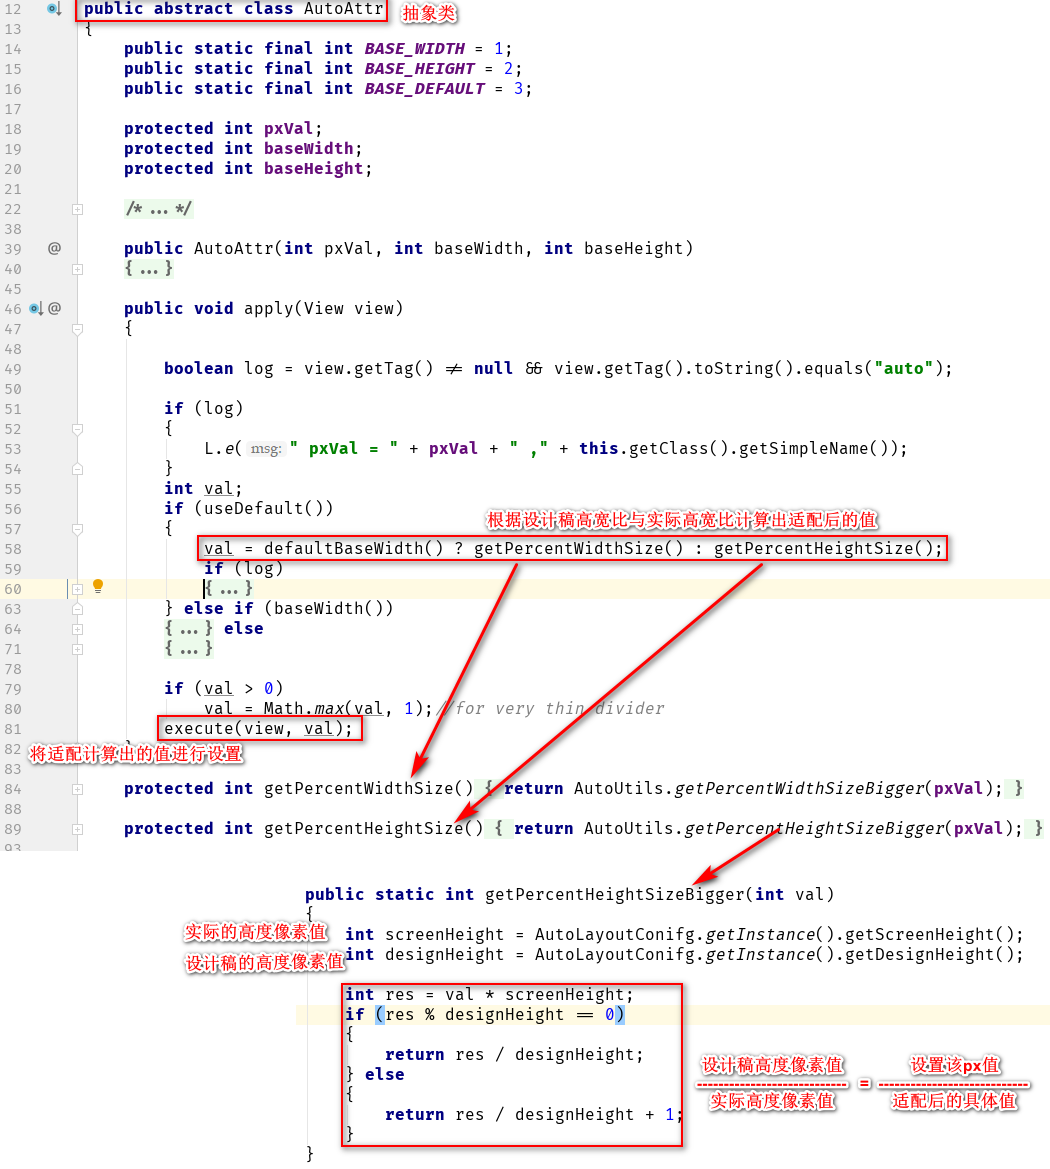 12 public abstract class AutoAttr 抽象类
13 {
14 public static final int BASE_WIDTH = 1;
15 public static final int BASE_HEIGHT = 2;
16 public static final int BASE_DEFAULT = 3;
17
18 protected int pxVal;
19 protected int baseWidth;
20 protected int baseHeight;
21
22 /* ... */
38
39 @ public AutoAttr(int pxVal, int baseWidth, int baseHeight)
40 { ... }
45
46 @ public void apply(View view)
47 {
48
49 boolean log = view.getTag() ≠ null && view.getTag().toString().equals("auto");
50
51 if (log)
52 {
53 L.e( msg: " pxVal = " + pxVal + " ," + this.getClass().getSimpleName());
54 }
55 int val;
56 if (useDefault())
57 {
根据设计稿高宽比与实际高宽比计算出适配后的值
58 val = defaultBaseWidth() ? getPercentWidthSize() : getPercentHeightSize();
59 if (log)
60 { ... }
63 } else if (baseWidth())
64 { ... } else
71 { ... }
78
79 if (val > 0)
80 val = Math.max(val, 1);//for very thin divider
81 execute(view, val);
82 }
将适配计算出的值进行设置
83
84 protected int getPercentWidthSize() { return AutoUtils.getPercentWidthSizeBigger(pxVal); }
88
89 protected int getPercentHeightSize() { return AutoUtils.getPercentHeightSizeBigger(pxVal); }
93
public static int getPercentHeightSizeBigger(int val)
{
实际的高度像素值 int screenHeight = AutoLayoutConifg.getInstance().getScreenHeight();
设计稿的高度像素值 int designHeight = AutoLayoutConifg.getInstance().getDesignHeight();
int res = val * screenHeight;
if (res % designHeight == 0)
{
return res / designHeight;
} else
{
return res / designHeight + 1;
}
}
设计稿高度像素值 = 设置该px值
实际高度像素值 适配后的具体值